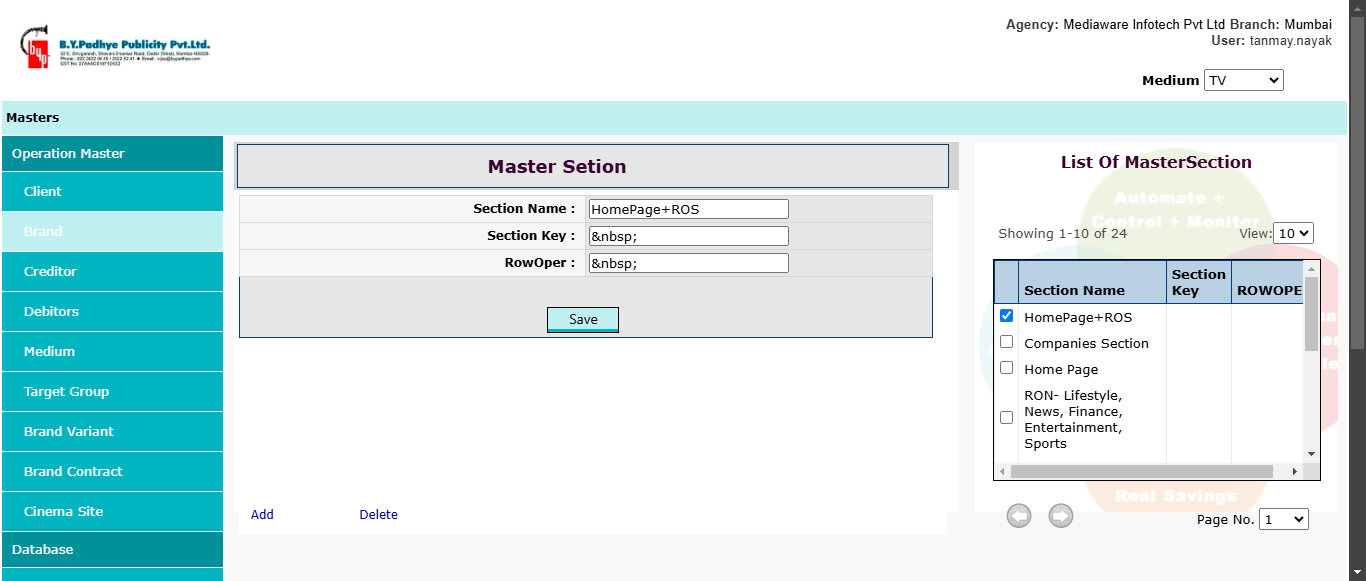 Agency: Mediaware Infotech Pvt Ltd Branch: Mumbai
User: tanmay.nayak
B.Y.Padhye Publicity Pvt.Ltd.
Medium TV
Masters
Operation Master
Client
Brand
Creditor
Debitors
Medium
Target Group
Brand Variant
Brand Contract
Cinema Site
Database
Master Setion
Section Name : HomePage+ROS
Section Key : &nbsp;
RowOper : &nbsp;
Save
Add Delete
List Of MasterSection
Automate +
Control + Monitor
Showing 1-10 of 24 View: 10
Section Name Section Key ROWOPE
HomePage+ROS
Companies Section
Home Page
RON- Lifestyle,
News, Finance,
Entertainment,
Sports
Real Savings
Page No. 1